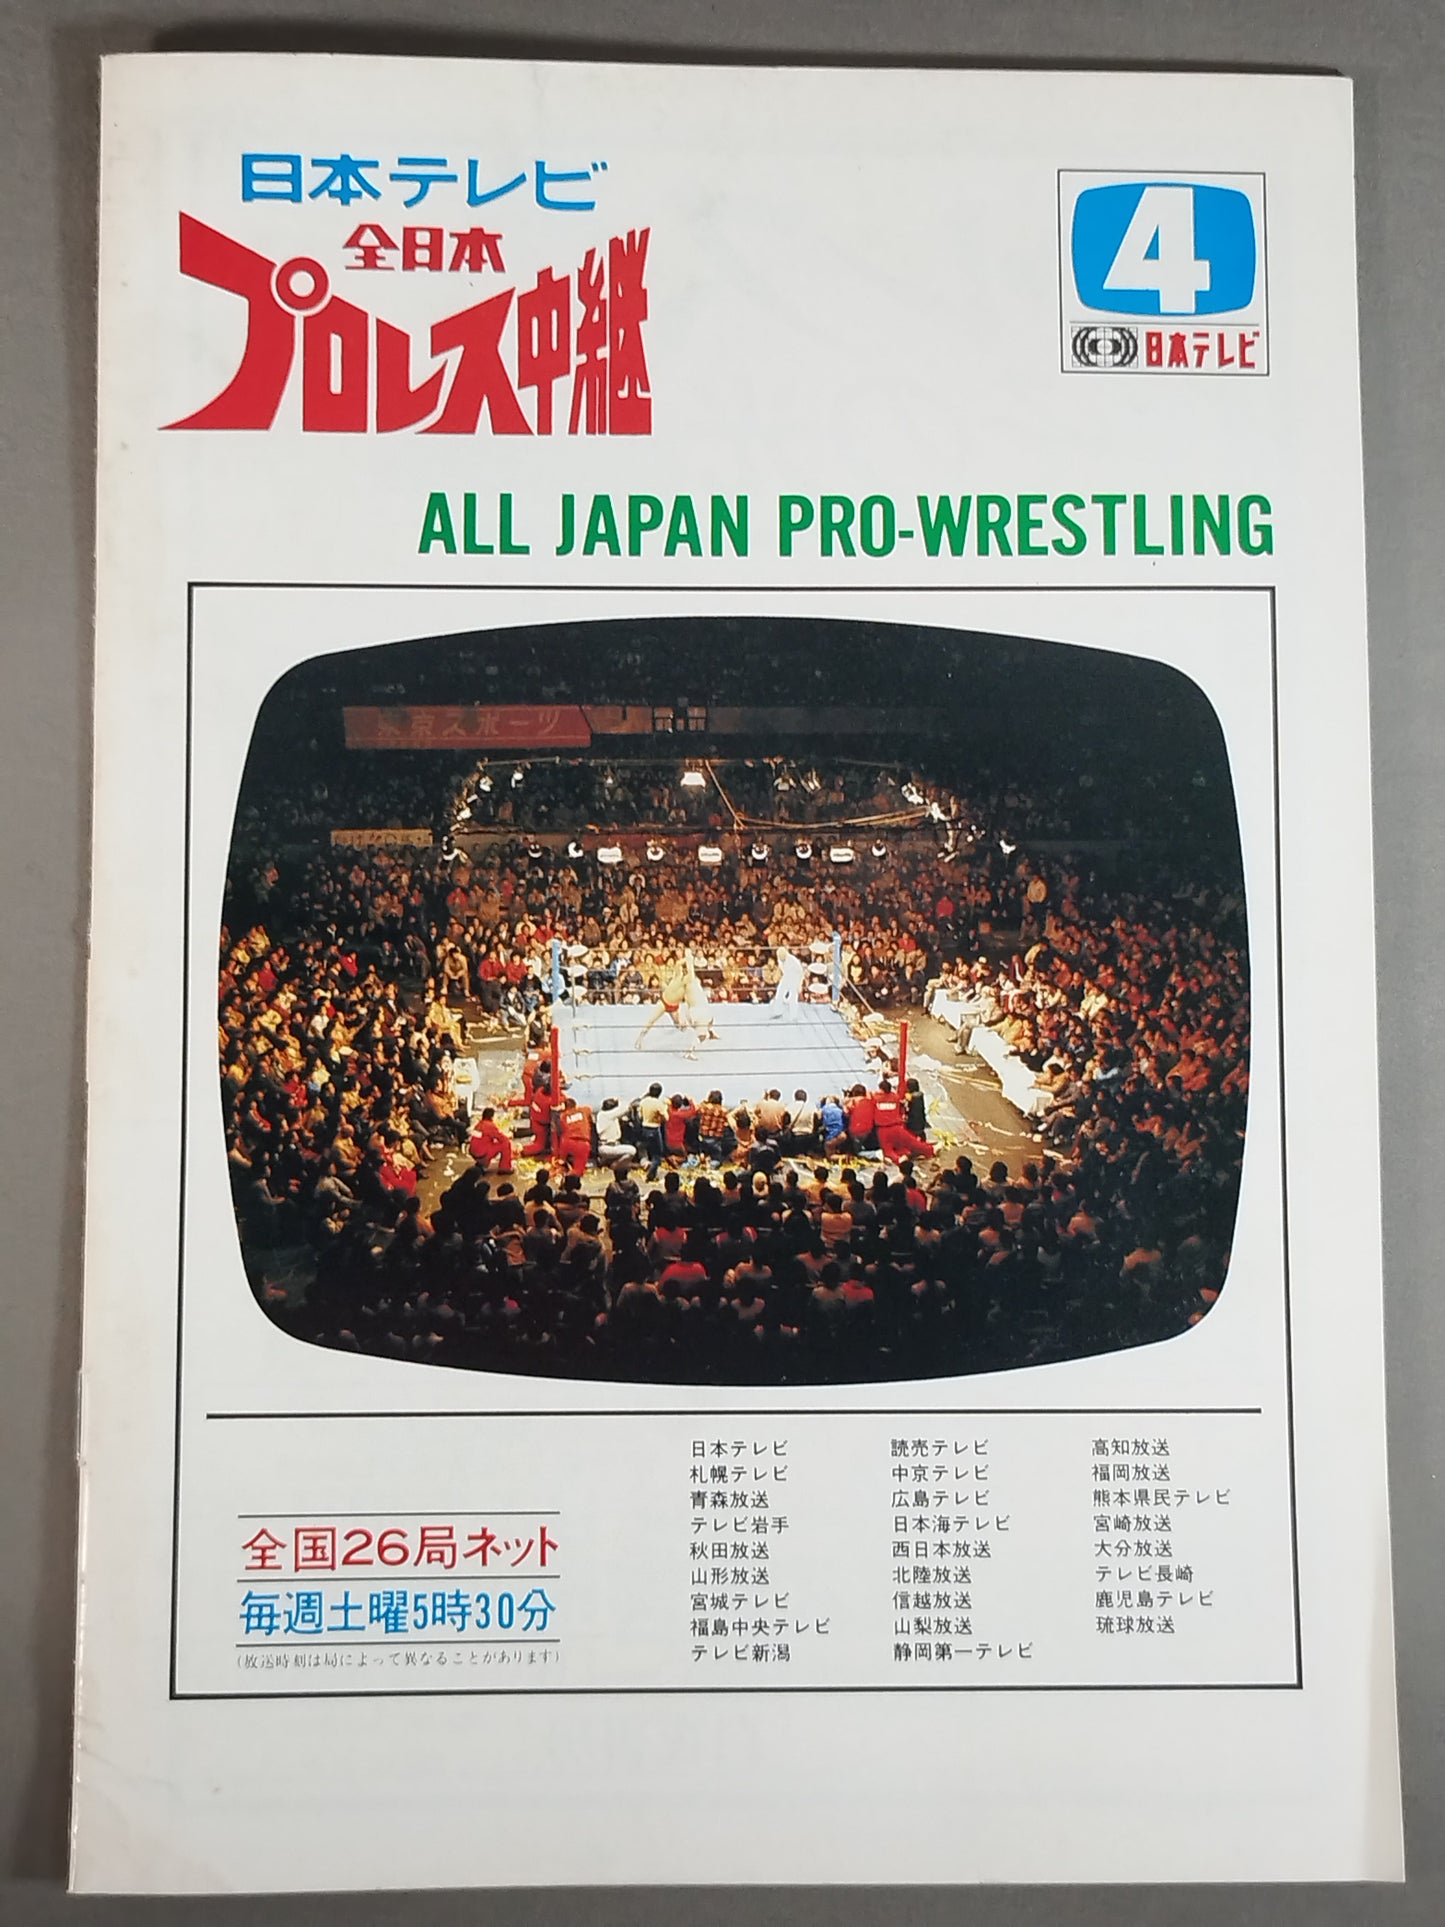 日本テレビ
全日本
プロレス中継
4
日本テレビ
ALL JAPAN PRO-WRESTLING
東京スポーツ
全国26局ネット
毎週土曜5時30分
(放送時刻は局によって異なることがあります)
日本テレビ
札幌テレビ
青森放送
テレビ岩手
秋田放送
山形放送
宮城テレビ
福島中央テレビ
テレビ新潟
読売テレビ
中京テレビ
広島テレビ
日本海テレビ
西日本放送
北陸放送
信越放送
山梨放送
静岡第一テレビ
高知放送
福岡放送
熊本県民テレビ
宮崎放送
大分放送
テレビ長崎
鹿児島テレビ
琉球放送